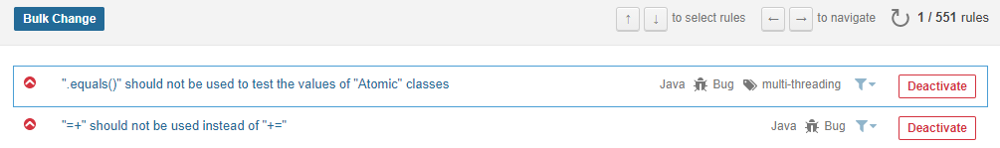 Bulk Change ↑ ↓ to select rules ← → to navigate 1 / 551 rules
".equals()" should not be used to test the values of "Atomic" classes Java Bug multi-threading Deactivate
"=+" should not be used instead of "+=" Java Bug Deactivate